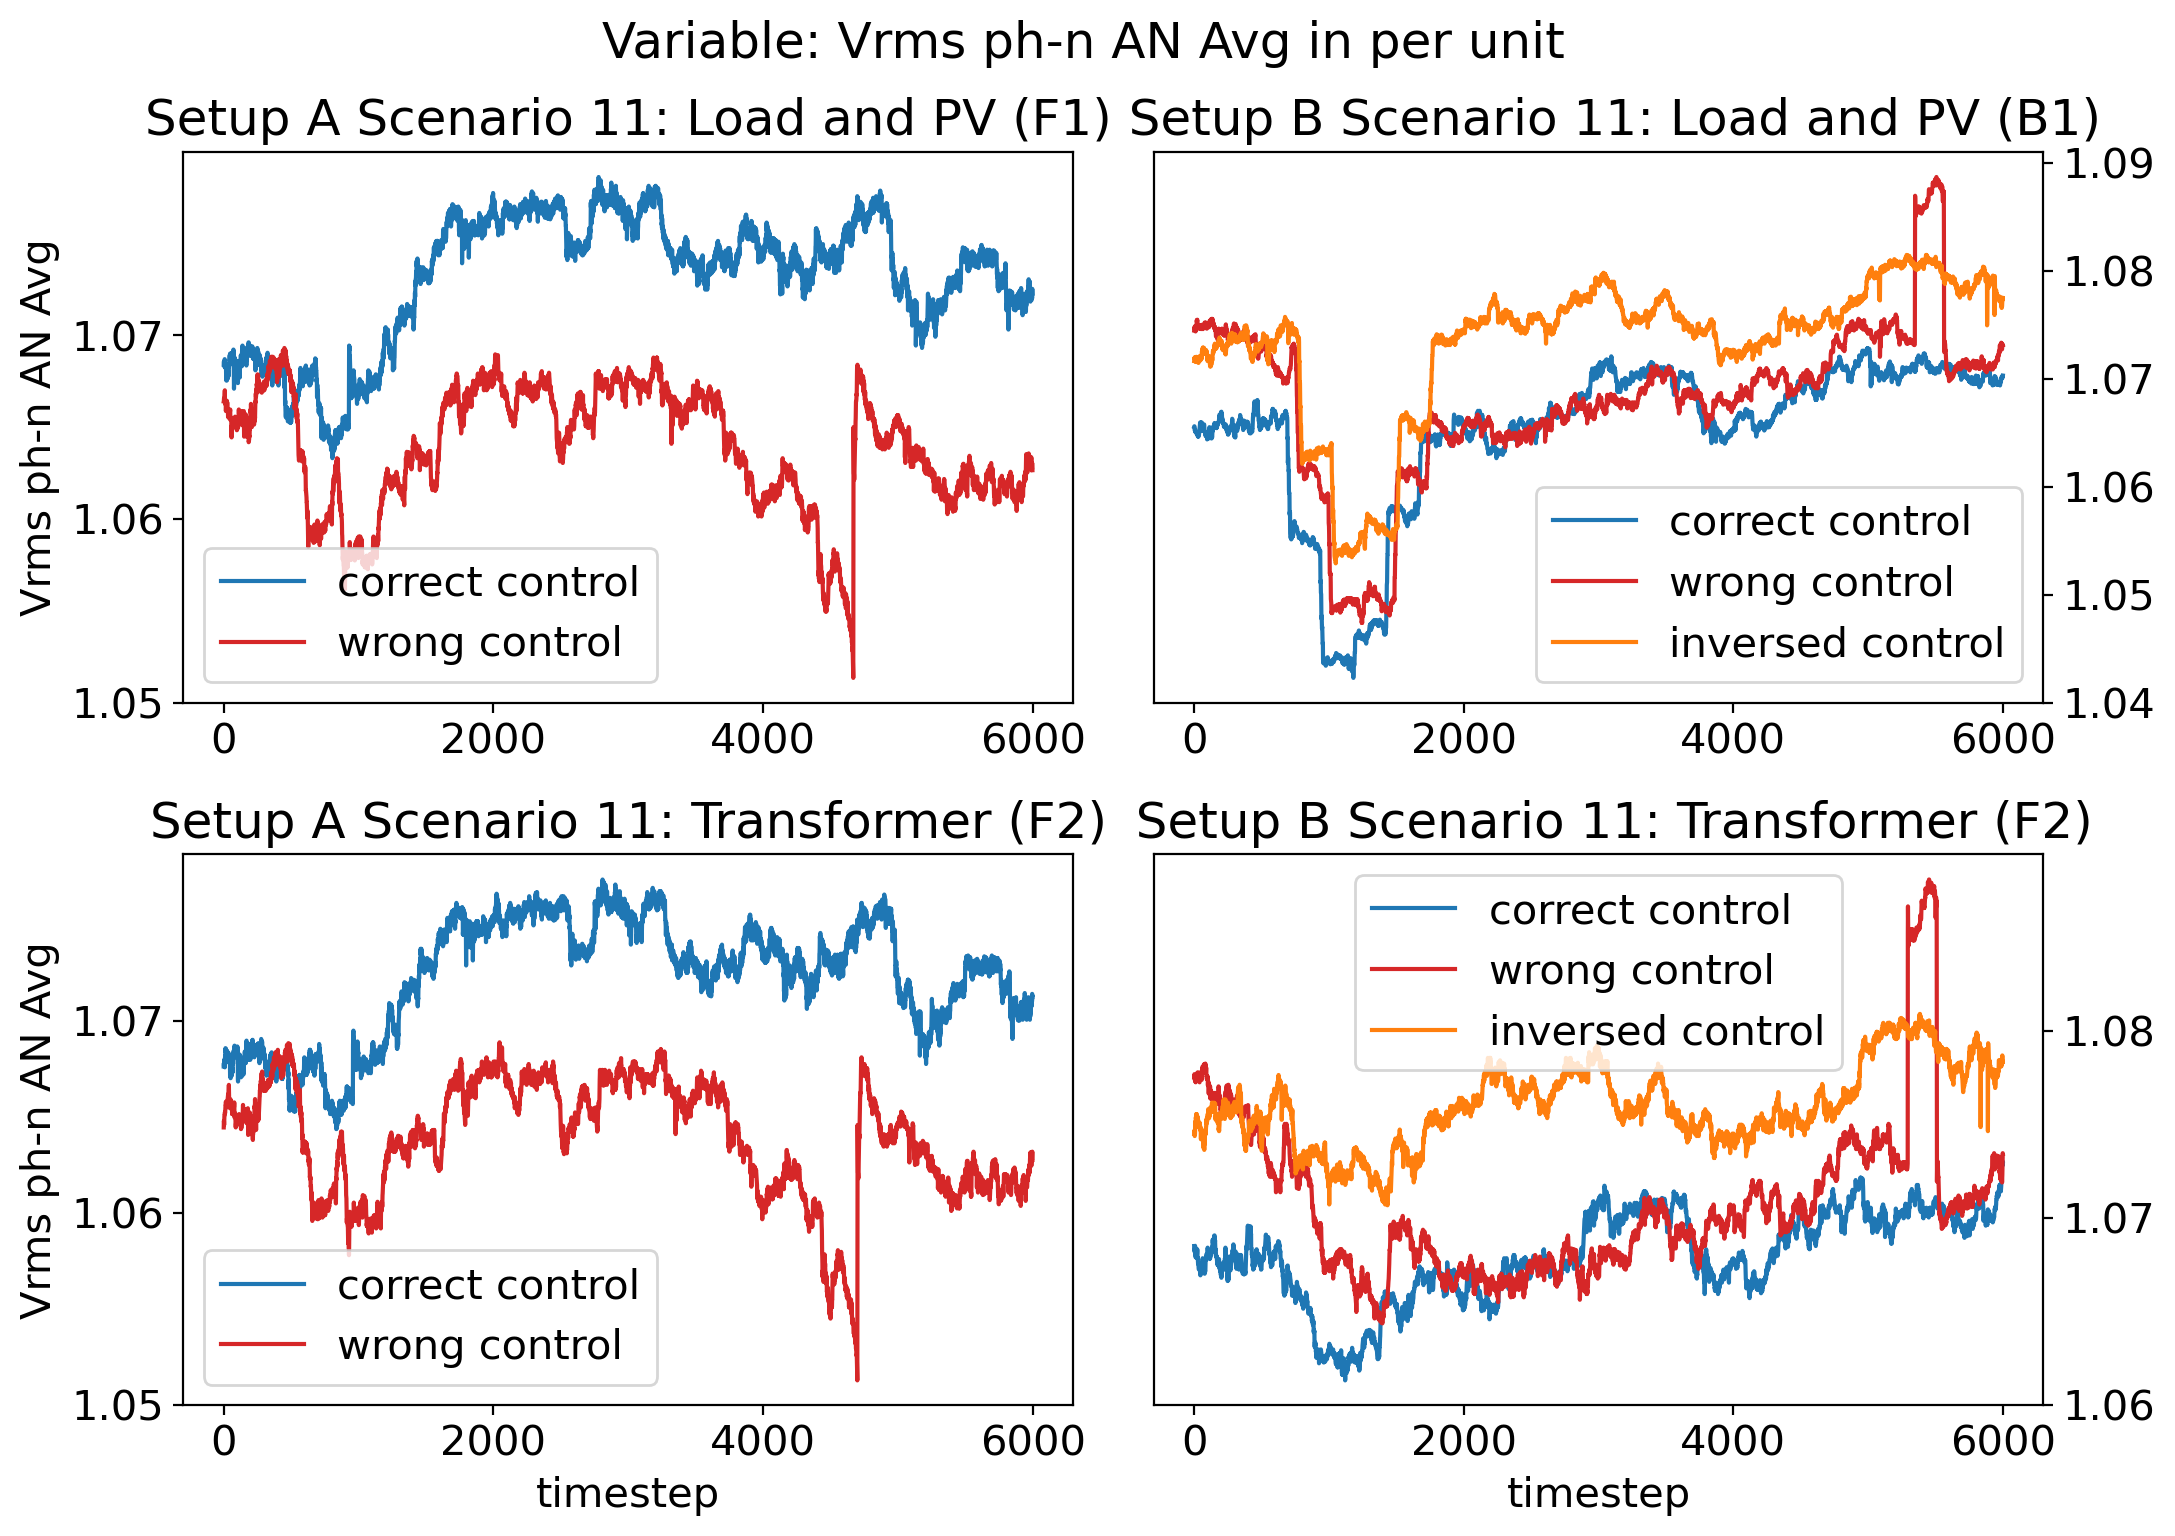 Variable: Vrms ph-n AN Avg in per unit
Setup A Scenario 11: Load and PV (F1)
Vrms ph-n AN Avg
1.07
1.06
1.05
0
2000
4000
6000
correct control
wrong control
Setup B Scenario 11: Load and PV (B1)
1.09
1.08
1.07
1.06
1.05
1.04
0
2000
4000
6000
correct control
wrong control
inversed control
Setup A Scenario 11: Transformer (F2)
Vrms ph-n AN Avg
1.07
1.06
1.05
0
2000
4000
6000
timestep
correct control
wrong control
Setup B Scenario 11: Transformer (F2)
correct control
wrong control
inversed control
1.08
1.07
1.06
0
2000
4000
6000
timestep